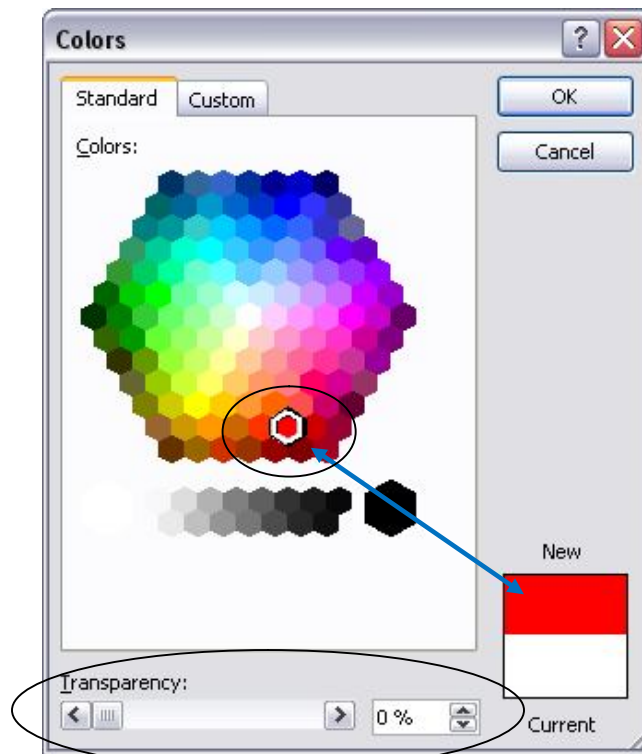 Colors
Standard Custom
OK
Colors:
Cancel
New
Transparency:
0 %
Current